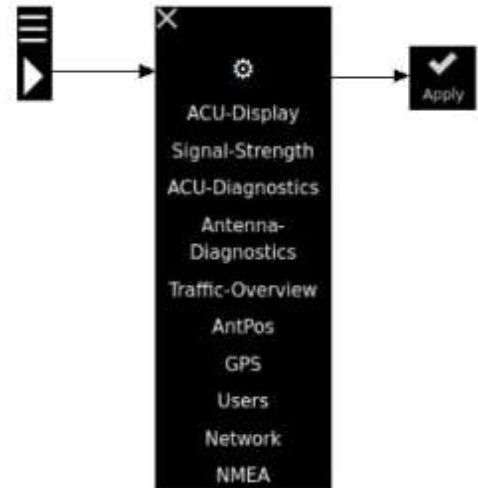 ACU-Display
Signal-Strength
ACU-Diagnostics
Antenna-
Diagnostics
Traffic-Overview
AntPos
GPS
Users
Network
NMEA
Apply